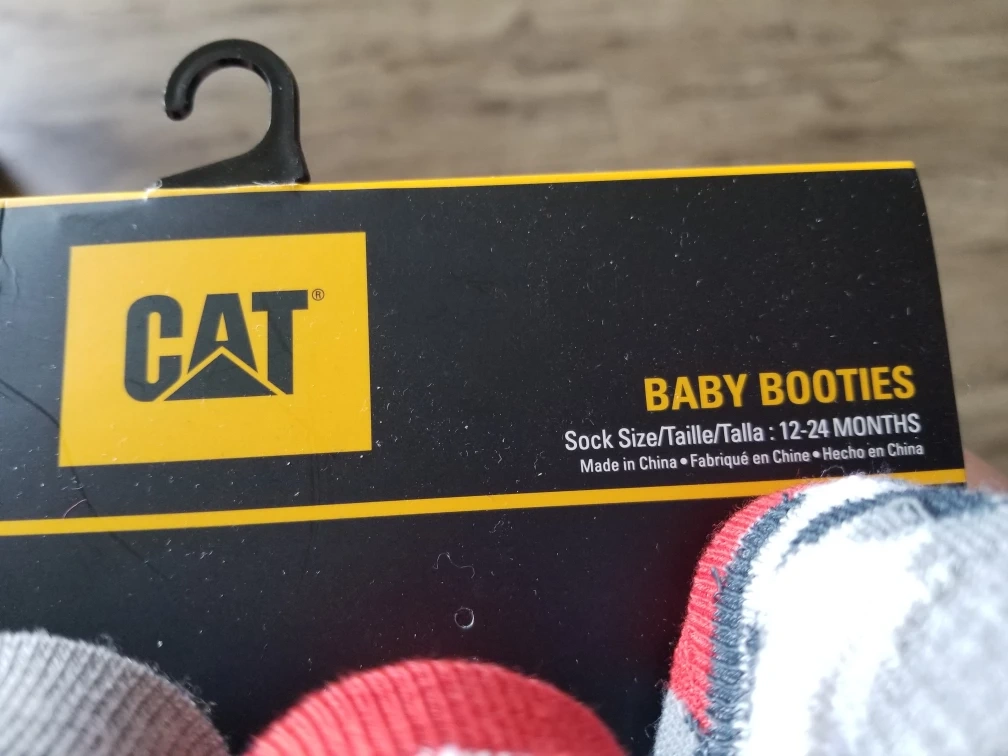 CAT®
BABY BOOTIES
Sock Size/Taille/Talla : 12-24 MONTHS
Made in China • Fabriqué en Chine • Hecho en China